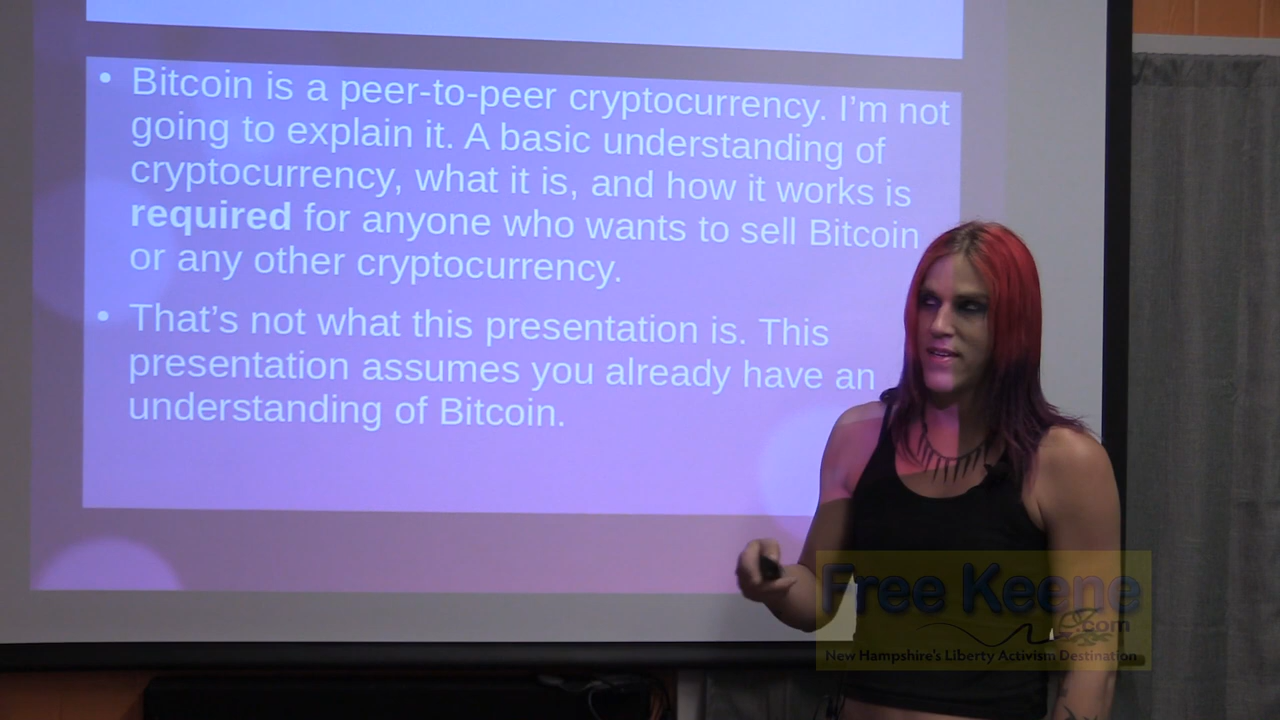 • Bitcoin is a peer-to-peer cryptocurrency. I'm not
going to explain it. A basic understanding of
cryptocurrency, what it is, and how it works is
required for anyone who wants to sell Bitcoin
or any other cryptocurrency.
• That's not what this presentation is. This
presentation assumes you already have an
understanding of Bitcoin.
Free Keene
.com
New Hampshire's Liberty Activism Destination